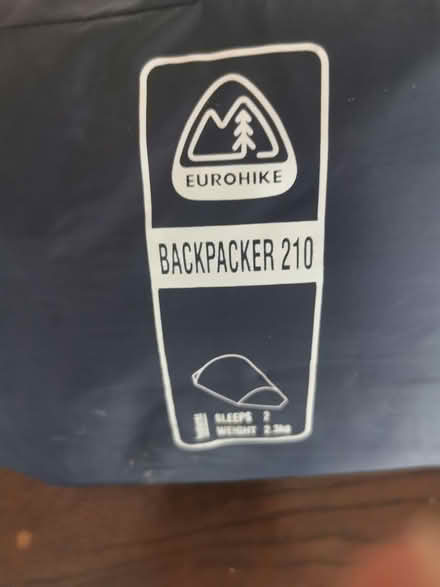 EUROHIKE
BACKPACKER 210
SLEEPS 2
WEIGHT 2.3kg